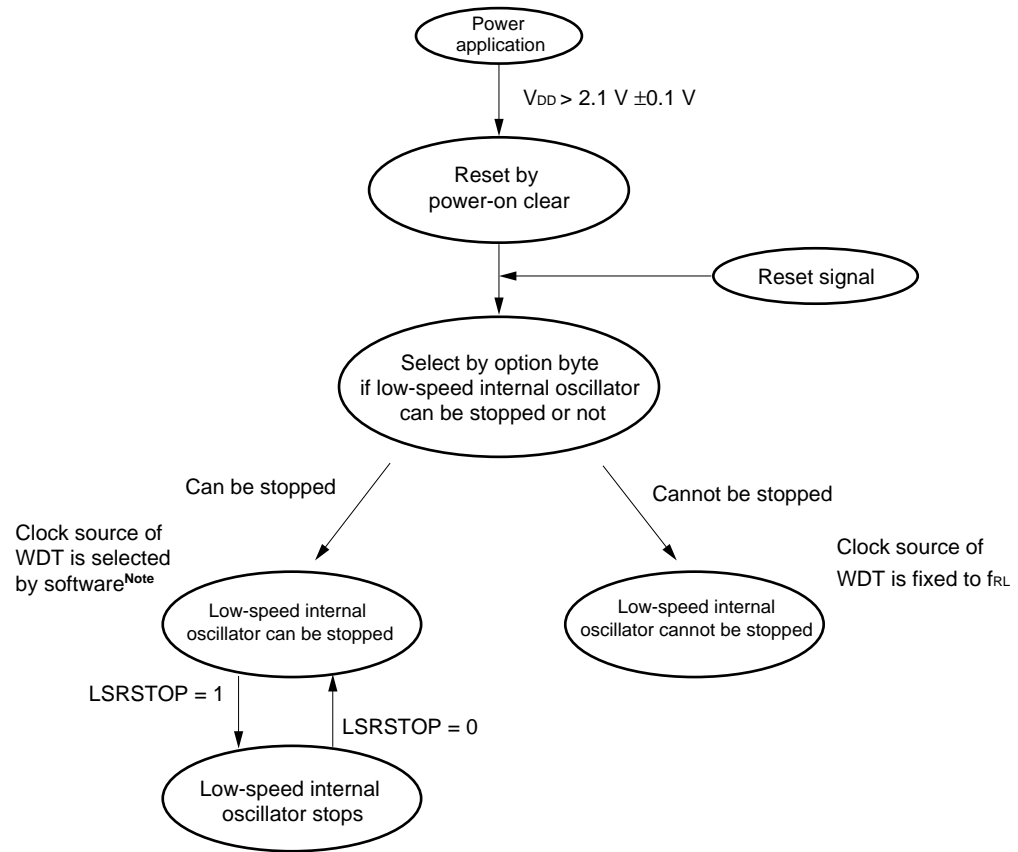 Power
application
VDD > 2.1 V ±0.1 V
Reset by
power-on clear
Reset signal
Select by option byte
if low-speed internal oscillator
can be stopped or not
Can be stopped
Cannot be stopped
Clock source of
WDT is selected
by softwareNote
Clock source of
WDT is fixed to fRL
Low-speed internal
oscillator can be stopped
Low-speed internal
oscillator cannot be stopped
LSRSTOP = 1
LSRSTOP = 0
Low-speed internal
oscillator stops